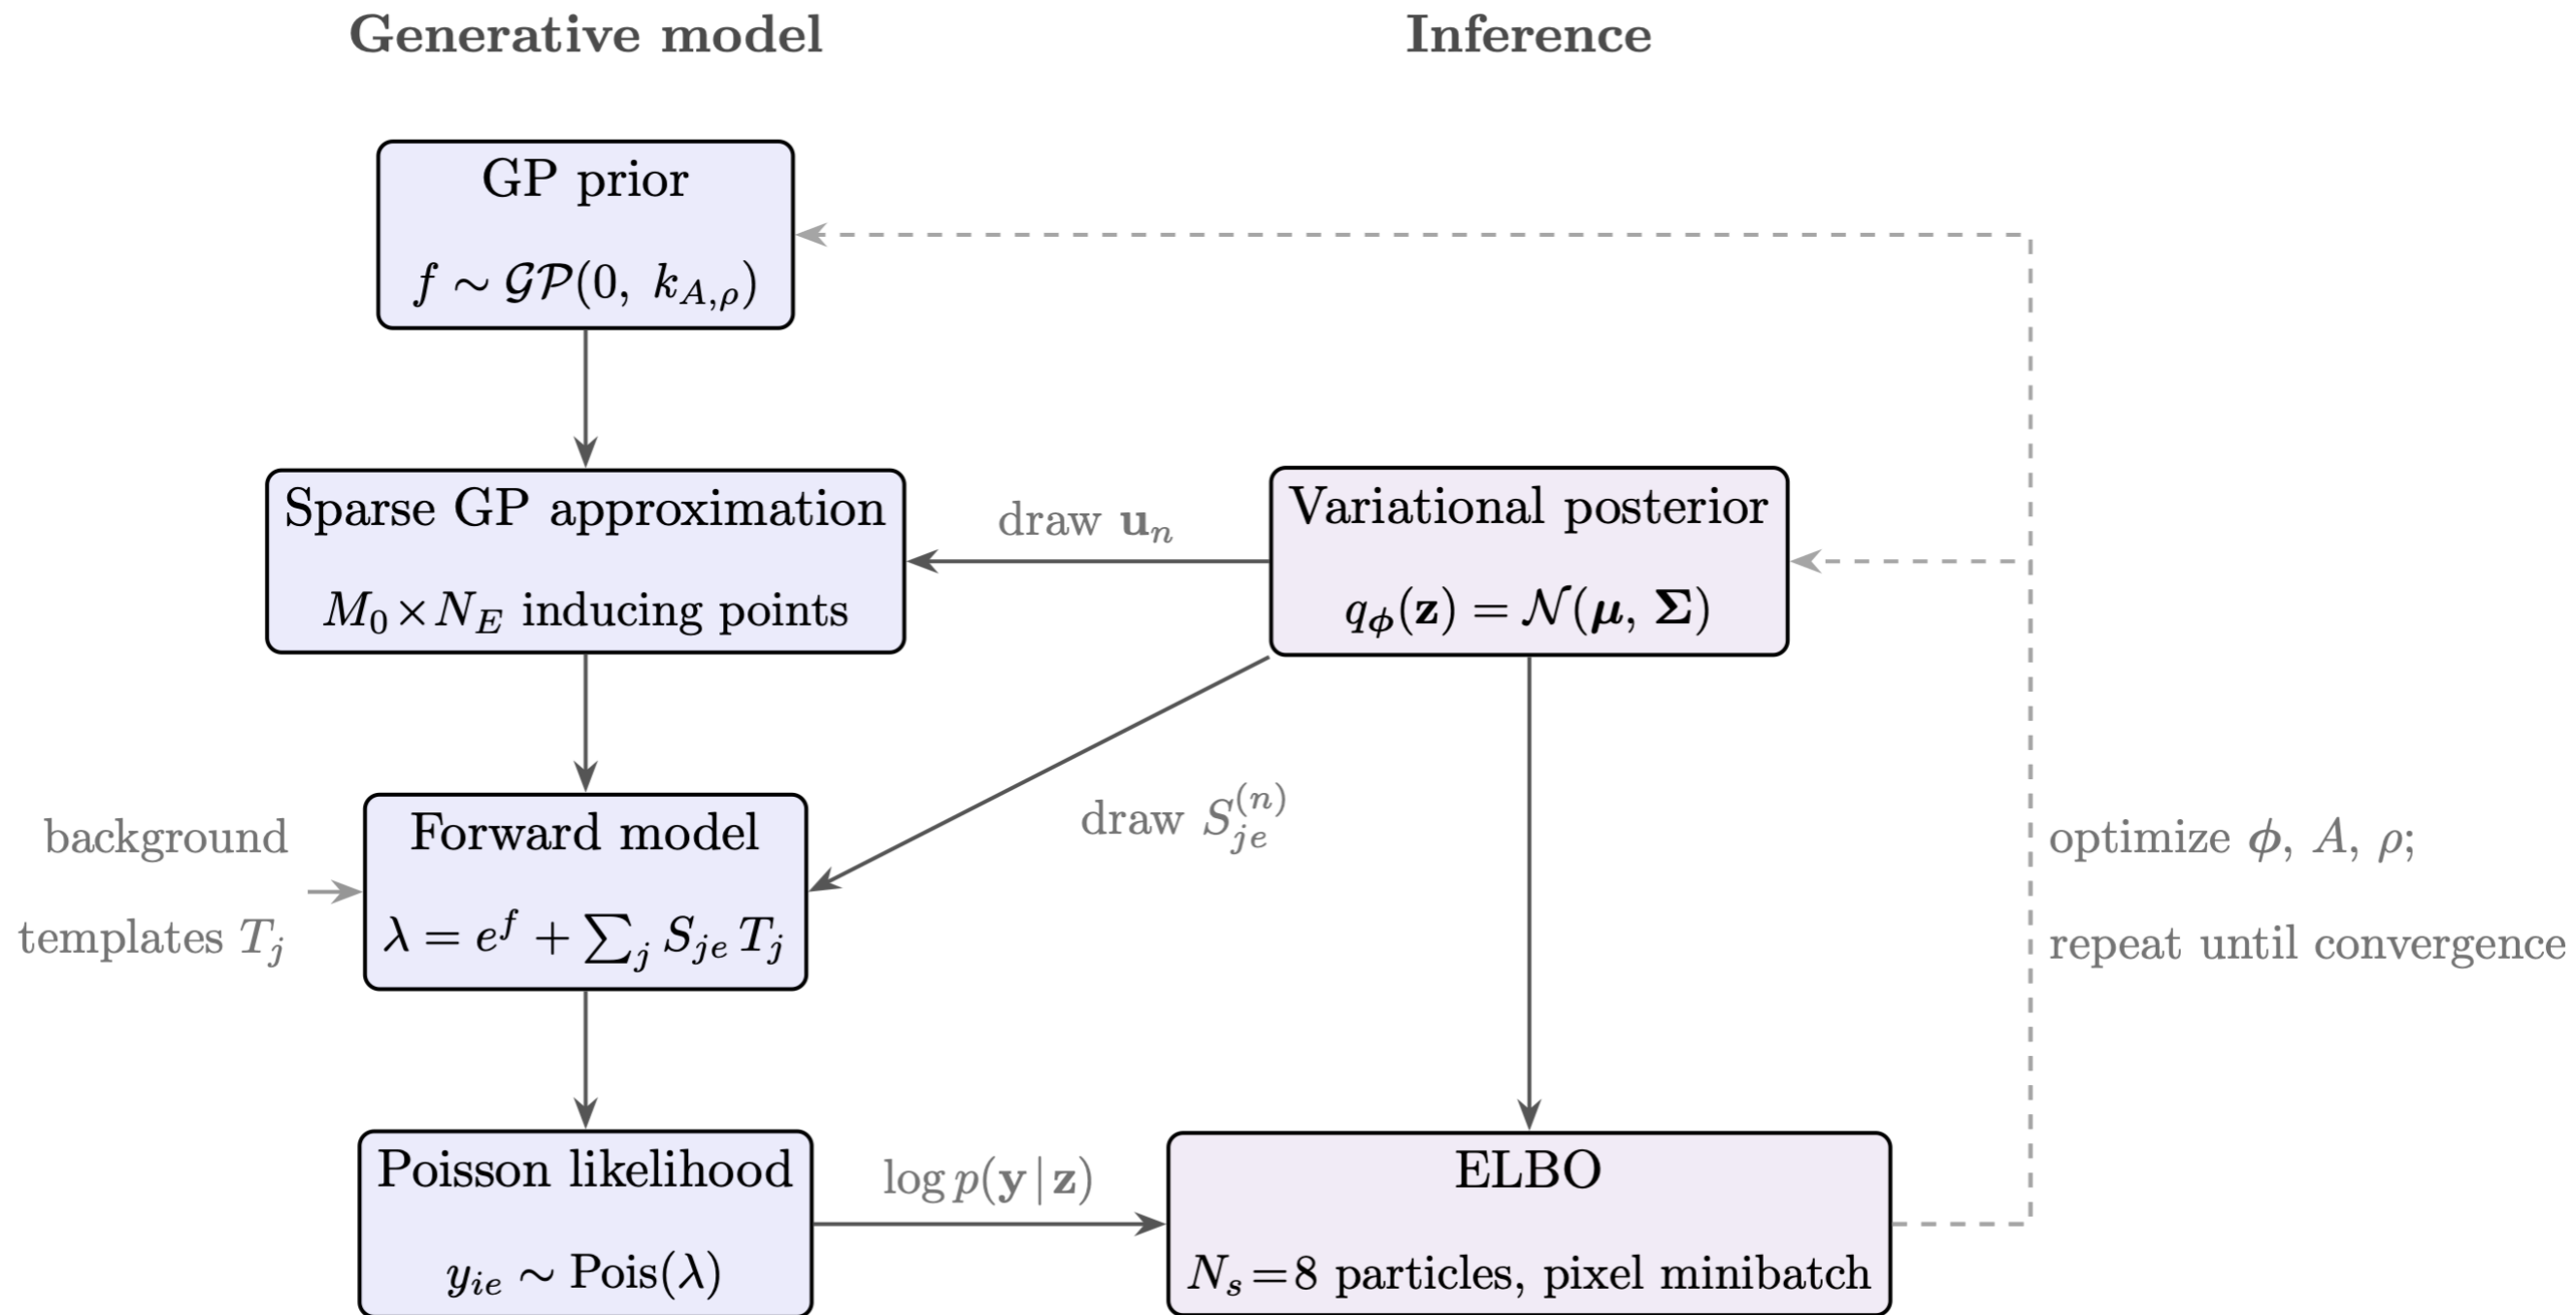 Generative model
Inference
GP prior
f ∼ 𝒢𝒫(0, k_{A,ρ})
Sparse GP approximation
M₀ × N_E inducing points
draw 𝐮ₙ
Variational posterior
q_ϕ(𝐳) = 𝒩(𝝁, 𝚺)
background
templates T_j
Forward model
λ = e^f + ∑_j S_{je} T_j
draw S_{je}^{(n)}
optimize ϕ, A, ρ;
repeat until convergence
Poisson likelihood
y_{ie} ∼ Pois(λ)
log p(𝐲 | 𝐳)
ELBO
N_s = 8 particles, pixel minibatch